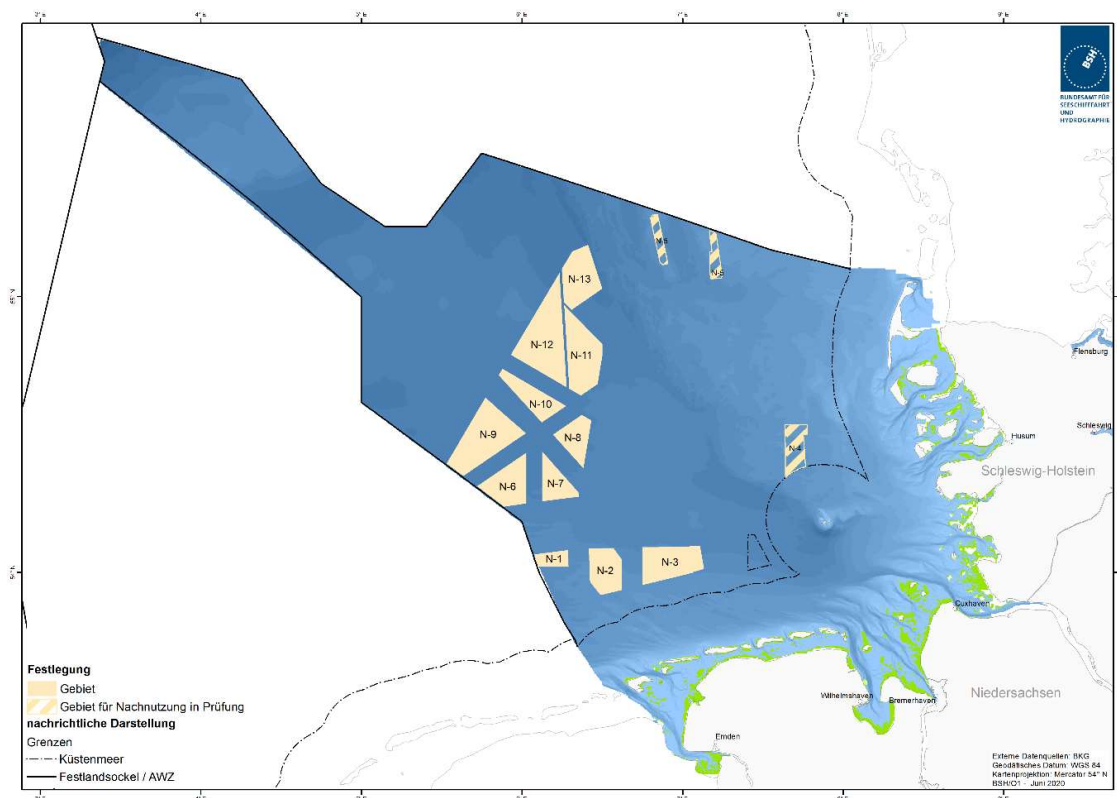 BSH
BUNDESAMT FÜR
SEESCHIFFFAHRT
UND
HYDROGRAPHIE
N-5
N-5
N-13
N-12
N-11
N-10
N-9
N-8
N-4
N-6
N-7
N-1
N-2
N-3
Flensburg
Schleswig
Husum
Schleswig-Holstein
Cuxhaven
Wilhelmshaven
Bremerhaven
Niedersachsen
Emden
Festlegung
Gebiet
Gebiet für Nachnutzung in Prüfung
nachrichtliche Darstellung
Grenzen
Küstenmeer
Festlandsockel / AWZ
Externe Datenquellen: BKG
Geodätisches Datum: WGS 84
Kartenprojektion: Mercator 54° N
BSH/O1 - Juni 2020